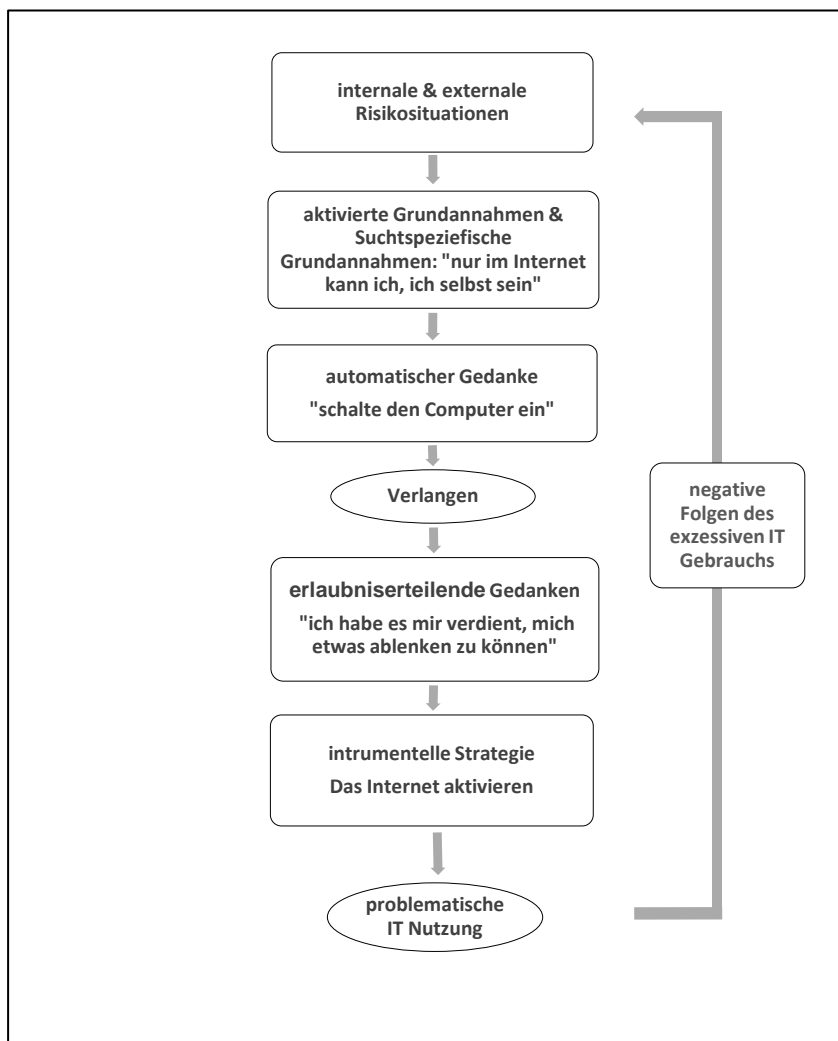 internale & externale
Risikosituationen
aktivierte Grundannahmen &
Suchtspeziefische
Grundannahmen: "nur im Internet
kann ich, ich selbst sein"
automatischer Gedanke
"schalte den Computer ein"
Verlangen
erlaubniserteilende Gedanken
"ich habe es mir verdient, mich
etwas ablenken zu können"
intrumentelle Strategie
Das Internet aktivieren
problematische
IT Nutzung
negative
Folgen des
exzessiven IT
Gebrauchs